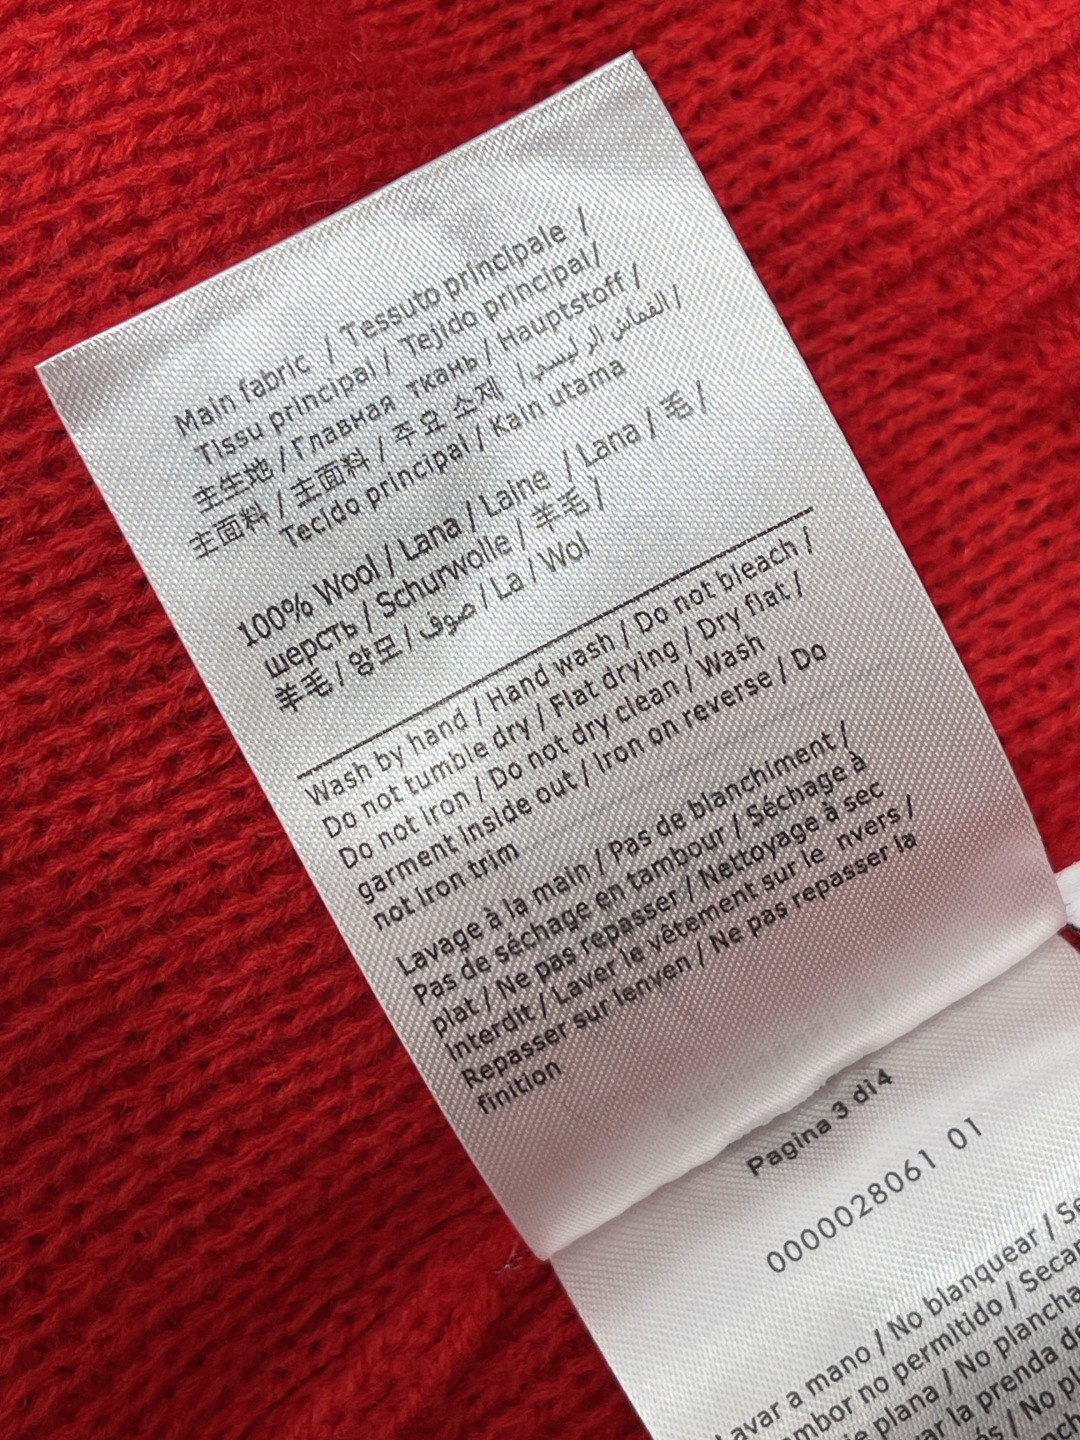 Main fabric / Tessuto principale /
Tissu principal / Tejido principal/
主生地 / Главная ткань / Hauptstoff /
主面料 / 主面料 / 주요 소재 / القماش الرئيسي /
Tecido principal / Kain utama
100% Wool / Lana / Laine / Lana / 毛 /
шерсть / Schurwolle / 羊毛 /
羊毛 / 양모 / صوف / La / Wol
Wash by hand / Hand wash / Do not bleach /
Do not tumble dry / Flat drying / Dry flat /
Do not Iron / Do not dry clean / Wash
garment inside out / Iron on reverse / Do
not Iron trim
Lavage à la main / Pas de blanchiment /
Pas de séchage en tambour / Séchage à
plat / Ne pas repasser / Nettoyage à sec
Interdit / Laver le vêtement sur le nvers /
Repasser sur lenven / Ne pas repasser la
finition
Pagina 3 di 4
0000028061 01
Lavar a mano / No blanquear / Se
no permitido / Secar
plana / No plancha
la prenda de
/ No pl